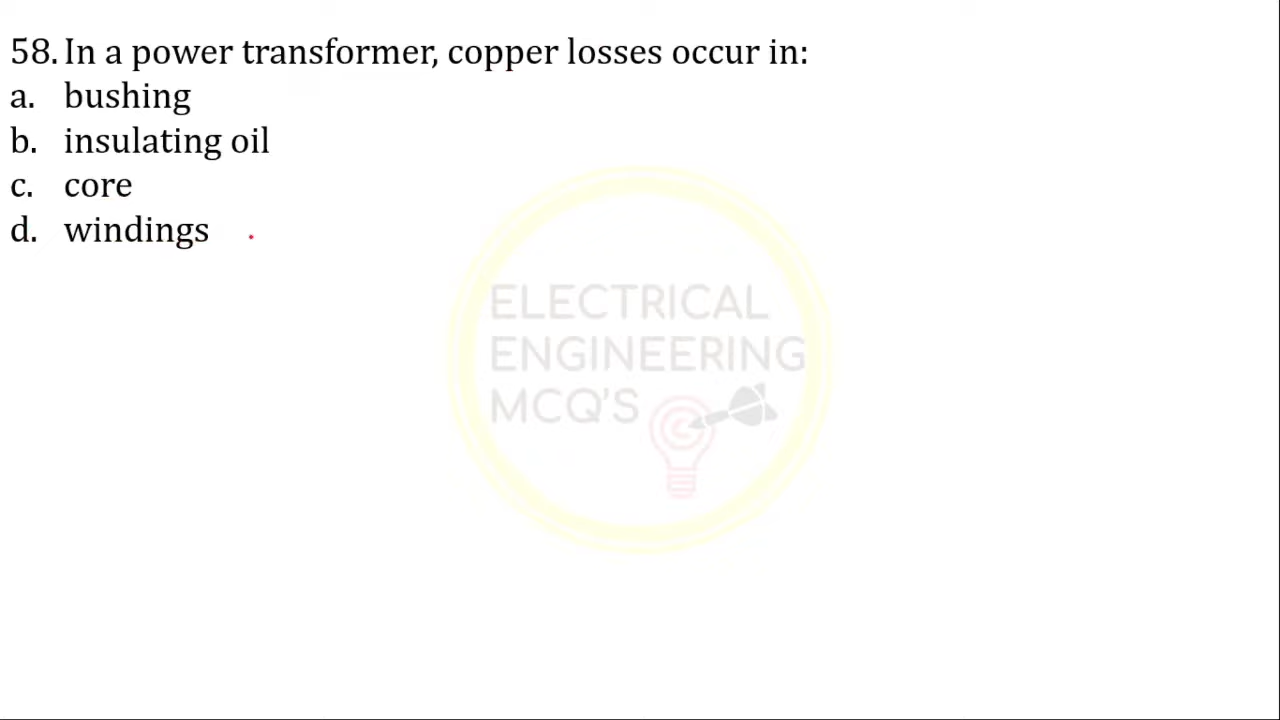 58. In a power transformer, copper losses occur in:
a. bushing
b. insulating oil
c. core
d. windings
ELECTRICAL
ENGINEERING
MCQ'S